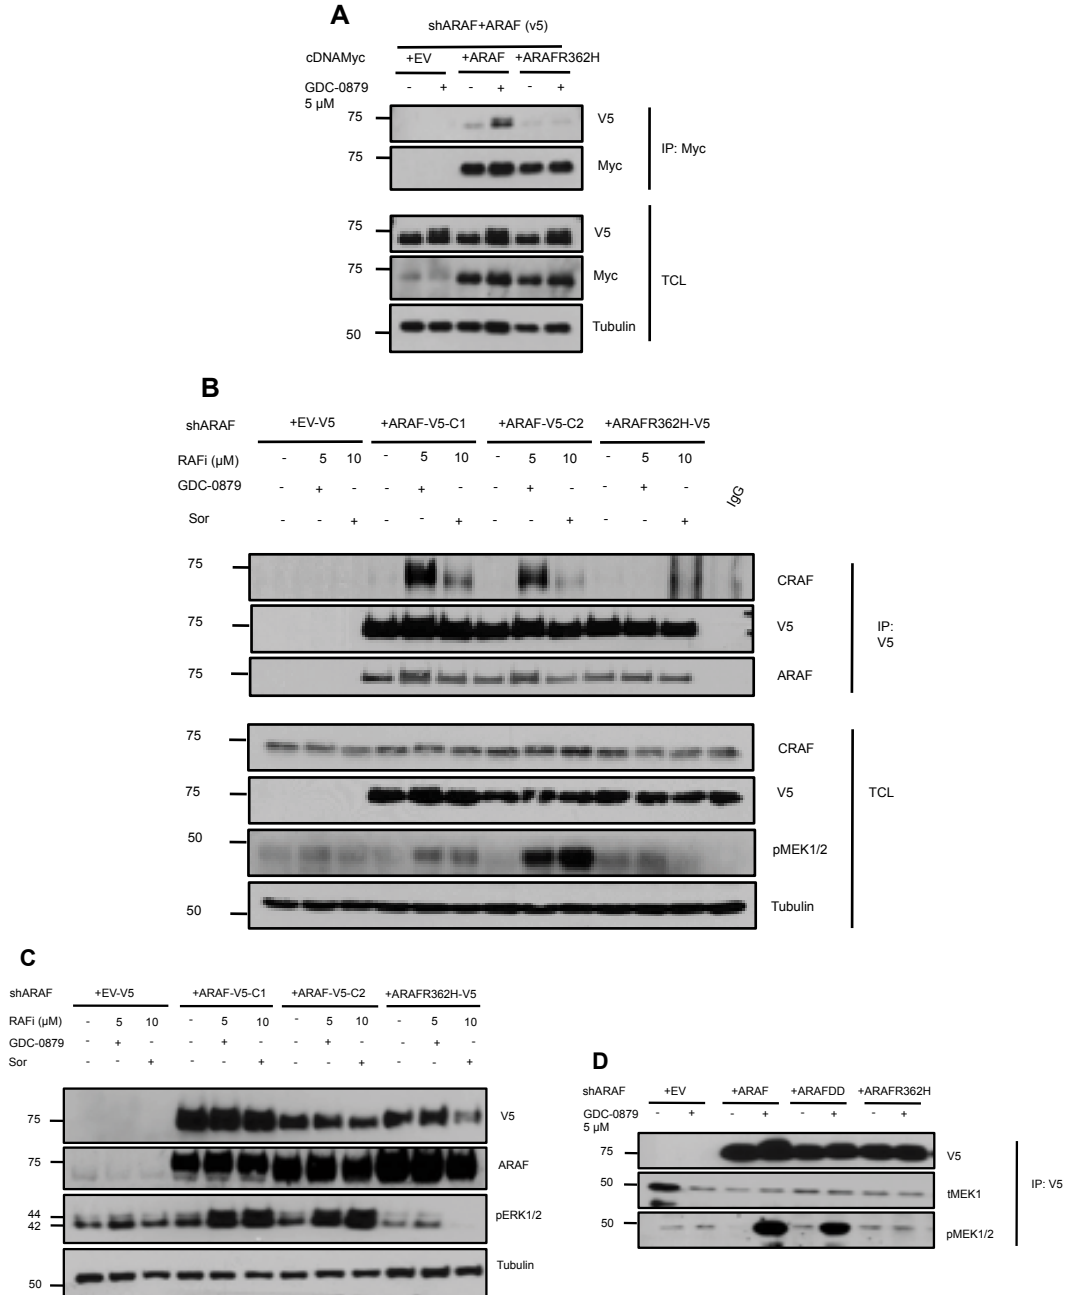 A
shARAF+ARAF (v5)
cDNAMyc +EV +ARAF +ARAFR362H
GDC-0879 - + - + - +
5 µM
75 V5
IP: Myc
75 Myc
75 V5
75 Myc
TCL
50 Tubulin
B
shARAF +EV-V5 +ARAF-V5-C1 +ARAF-V5-C2 +ARAFR362H-V5
RAFi (µM) - 5 10 - 5 10 - 5 10 - 5 10
GDC-0879 - + - - + - - + - - + - IgG
Sor - - + - - + - - + - - +
75 CRAF
75 V5 IP:
V5
75 ARAF
75 CRAF
75 V5 TCL
50 pMEK1/2
50 Tubulin
C
shARAF +EV-V5 +ARAF-V5-C1 +ARAF-V5-C2 +ARAFR362H-V5
RAFi (µM) - 5 10 - 5 10 - 5 10 - 5 10
GDC-0879 - + - - + - - + - - + -
Sor - - + - - + - - + - - +
75 V5
75 ARAF
44 pERK1/2
42
Tubulin
50
D
shARAF +EV +ARAF +ARAFDD +ARAFR362H
GDC-0879 - + - + - + - +
5 µM
75 V5
50 tMEK1 IP: V5
50 pMEK1/2